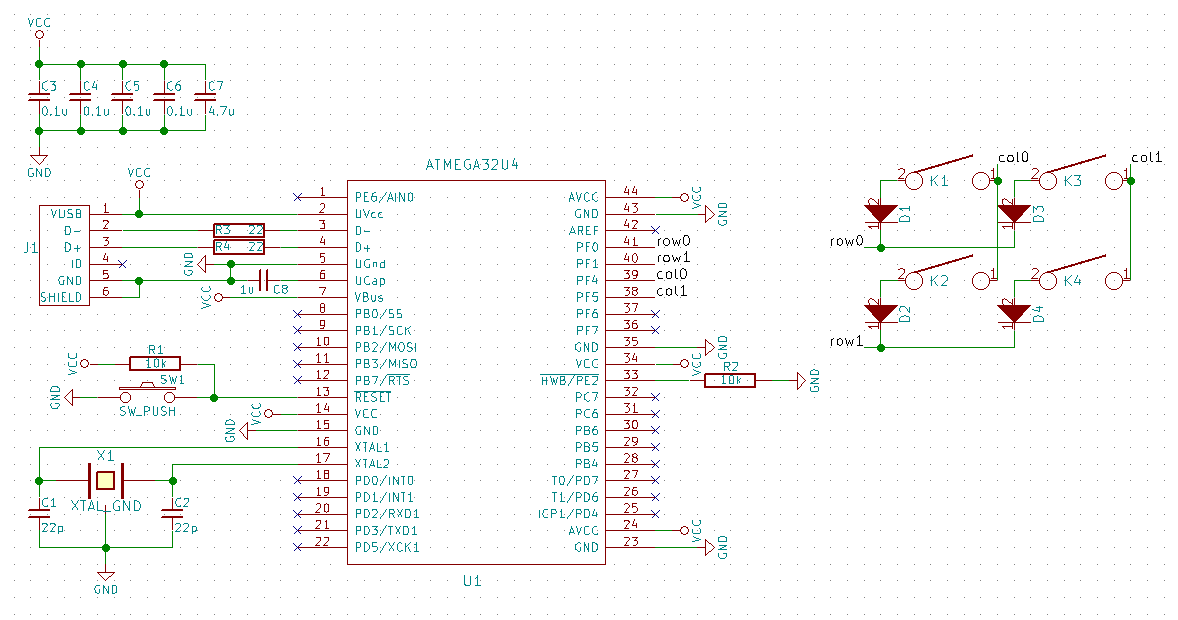 VCC
C3 C4 C5 C6 C7
0.1u 0.1u 0.1u 0.1u 4.7u
GND
VCC
J1
VUSB 1
D- 2
D+ 3
ID 4
GND 5
SHIELD 6
R3 22
R4 22
GND
1u C8
VCC
R1
VCC
10k
SW1
GND
SW_PUSH
VCC
GND
X1
XTAL_GND
C1
22p
C2
22p
GND
ATMEGA32U4
1 PE6/AIN0
2 UVcc
3 D-
4 D+
5 UGnd
6 UCap
7 VBus
8 PB0/SS
9 PB1/SCK
10 PB2/MOSI
11 PB3/MISO
12 PB7/RTS
13 RESET
14 VCC
15 GND
16 XTAL1
17 XTAL2
18 PD0/INT0
19 PD1/INT1
20 PD2/RXD1
21 PD3/TXD1
22 PD5/XCK1
AVCC 44 VCC
GND 43 GND
AREF 42
PF0 41 row0
PF1 40 row1
PF4 39 col0
PF5 38 col1
PF6 37
PF7 36
GND 35 GND
VCC 34 VCC
HWB/PE2 33
R2
10k
GND
PC7 32
PC6 31
PB6 30
PB5 29
PB4 28
T0/PD7 27
T1/PD6 26
ICP1/PD4 25
AVCC 24 VCC
GND 23 GND
U1
col0 col1
2 K1 1 2 K3 1
2 D1 1 2 D3 1
row0
2 K2 1 2 K4 1
2 D2 1 2 D4 1
row1